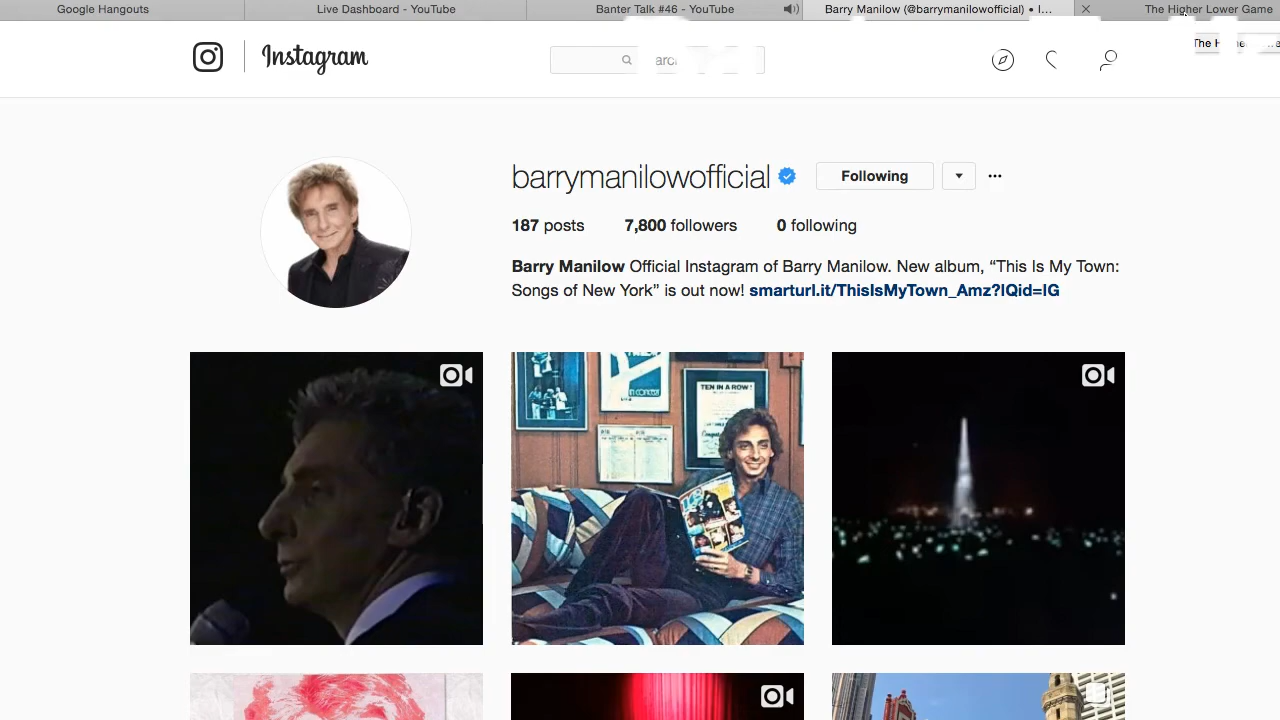 Google Hangouts
Live Dashboard - YouTube
Banter Talk #46 - YouTube
Barry Manilow (@barrymanilowofficial) • I...
The Higher Lower Game
Instagram
barrymanilowofficial
Following
187 posts
7,800 followers
0 following
Barry Manilow Official Instagram of Barry Manilow. New album, “This Is My Town:
Songs of New York” is out now! smarturl.it/ThisIsMyTown_Amz?IQid=IG
TEN IN A ROW!